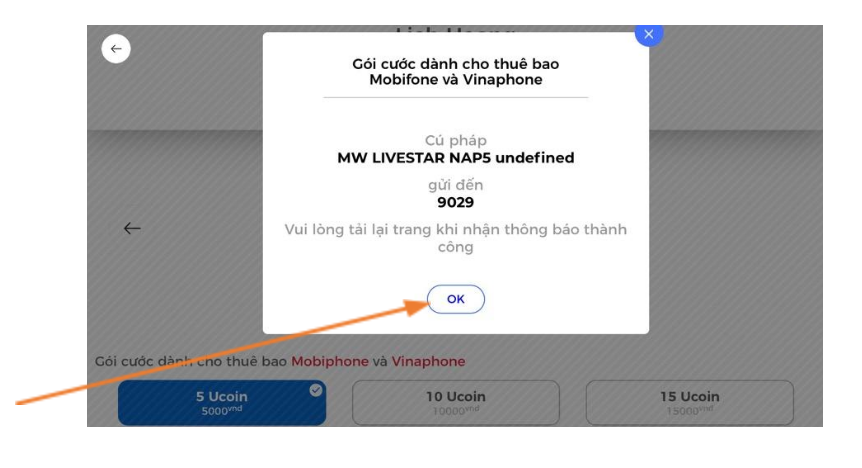 Gói cước dành cho thuê bao
Mobifone và Vinaphone
Cú pháp
MW LIVESTAR NAP5 undefined
gửi đến
9029
Vui lòng tải lại trang khi nhận thông báo thành
công
OK
Gói cước dành cho thuê bao Mobiphone và Vinaphone
5 Ucoin
5000vnd
10 Ucoin
10000vnd
15 Ucoin
15000vnd